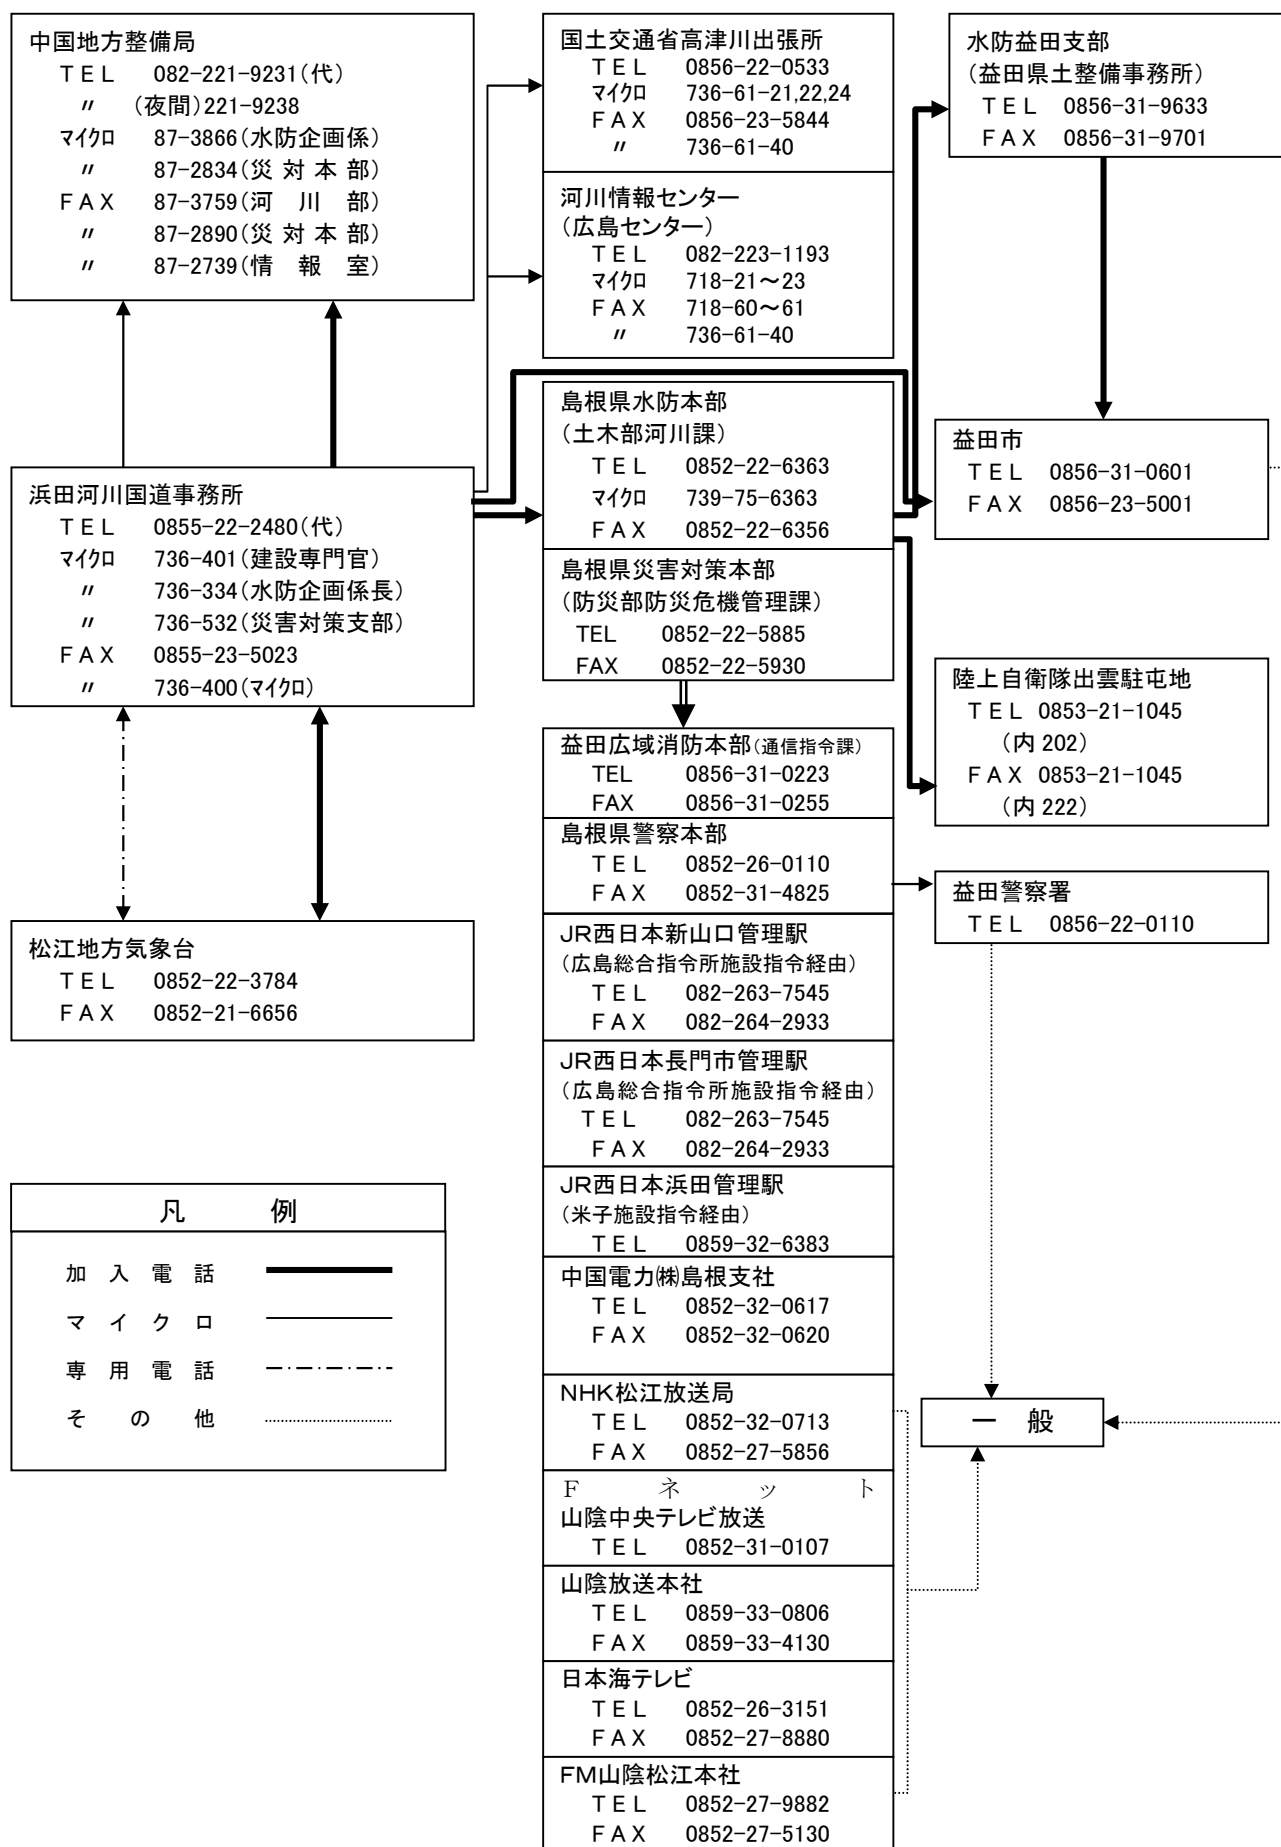 中国地方整備局
ＴＥＬ 082-221-9231(代)
〃 (夜間)221-9238
マイクロ 87-3866(水防企画係)
〃 87-2834(災対本部)
ＦＡＸ 87-3759(河川部)
〃 87-2890(災対本部)
〃 87-2739(情報室)
国土交通省高津川出張所
ＴＥＬ 0856-22-0533
マイクロ 736-61-21,22,24
ＦＡＸ 0856-23-5844
〃 736-61-40
河川情報センター
(広島センター)
ＴＥＬ 082-223-1193
マイクロ 718-21～23
ＦＡＸ 718-60～61
〃 736-61-40
水防益田支部
(益田県土整備事務所)
ＴＥＬ 0856-31-9633
ＦＡＸ 0856-31-9701
島根県水防本部
(土木部河川課)
ＴＥＬ 0852-22-6363
マイクロ 739-75-6363
ＦＡＸ 0852-22-6356
島根県災害対策本部
(防災部防災危機管理課)
TEL 0852-22-5885
FAX 0852-22-5930
益田市
ＴＥＬ 0856-31-0601
ＦＡＸ 0856-23-5001
浜田河川国道事務所
ＴＥＬ 0855-22-2480(代)
マイクロ 736-401(建設専門官)
〃 736-334(水防企画係長)
〃 736-532(災害対策支部)
ＦＡＸ 0855-23-5023
〃 736-400(マイクロ)
陸上自衛隊出雲駐屯地
ＴＥＬ 0853-21-1045
(内 202)
ＦＡＸ 0853-21-1045
(内 222)
益田広域消防本部(通信指令課)
TEL 0856-31-0223
FAX 0856-31-0255
島根県警察本部
ＴＥＬ 0852-26-0110
ＦＡＸ 0852-31-4825
益田警察署
ＴＥＬ 0856-22-0110
松江地方気象台
ＴＥＬ 0852-22-3784
ＦＡＸ 0852-21-6656
JR西日本新山口管理駅
(広島総合指令所施設指令経由)
ＴＥＬ 082-263-7545
ＦＡＸ 082-264-2933
JR西日本長門市管理駅
(広島総合指令所施設指令経由)
ＴＥＬ 082-263-7545
ＦＡＸ 082-264-2933
JR西日本浜田管理駅
(米子施設指令経由)
ＴＥＬ 0859-32-6383
中国電力㈱島根支社
ＴＥＬ 0852-32-0617
ＦＡＸ 0852-32-0620
NHK松江放送局
ＴＥＬ 0852-32-0713
ＦＡＸ 0852-27-5856
Ｆネット
山陰中央テレビ放送
ＴＥＬ 0852-31-0107
山陰放送本社
ＴＥＬ 0859-33-0806
ＦＡＸ 0859-33-4130
日本海テレビ
ＴＥＬ 0852-26-3151
ＦＡＸ 0852-27-8880
FM山陰松江本社
ＴＥＬ 0852-27-9882
ＦＡＸ 0852-27-5130
一般
凡例
加入電話
マイクロ
専用電話
その他